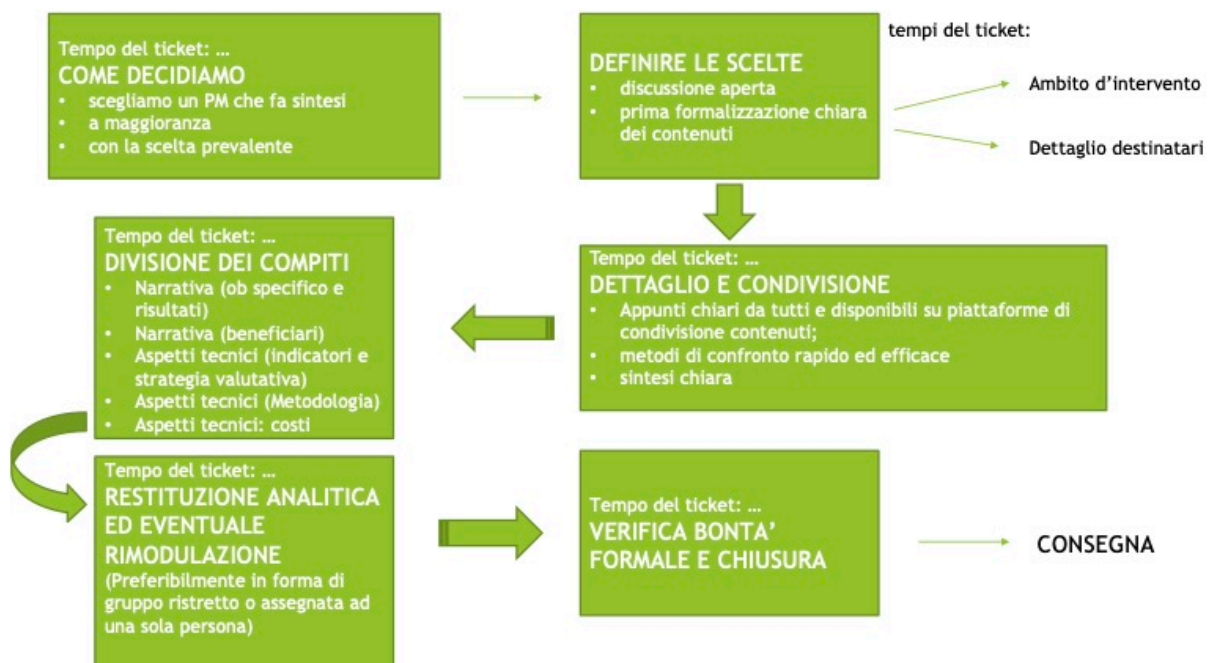 Tempo del ticket: ...
COME DECIDIAMO
• scegliamo un PM che fa sintesi
• a maggioranza
• con la scelta prevalente
DEFINIRE LE SCELTE
• discussione aperta
• prima formalizzazione chiara
dei contenuti
tempi del ticket:
Ambito d'intervento
Dettaglio destinatari
Tempo del ticket: ...
DETTAGLIO E CONDIVISIONE
• Appunti chiari da tutti e disponibili su piattaforme di
condivisione contenuti;
• metodi di confronto rapido ed efficace
• sintesi chiara
Tempo del ticket: ...
DIVISIONE DEI COMPITI
• Narrativa (ob specifico e
risultati)
• Narrativa (beneficiari)
• Aspetti tecnici (indicatori e
strategia valutativa)
• Aspetti tecnici (Metodologia)
• Aspetti tecnici: costi
Tempo del ticket: ...
RESTITUZIONE ANALITICA
ED EVENTUALE
RIMODULAZIONE
(Preferibilmente in forma di
gruppo ristretto o assegnata ad
una sola persona)
Tempo del ticket: ...
VERIFICA BONTA'
FORMALE E CHIUSURA
CONSEGNA